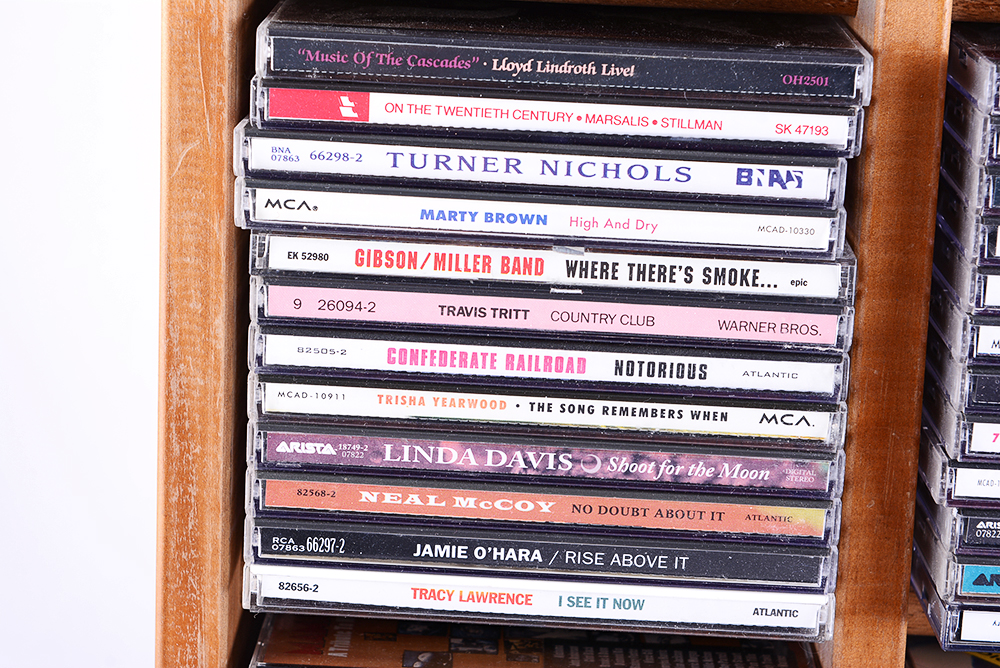 "Music Of The Cascades" · Lloyd Lindroth Live! OH2501
ON THE TWENTIETH CENTURY • MARSALIS • STILLMAN SK 47193
BNA 07863 66298-2 TURNER NICHOLS BNA
MCA® MARTY BROWN High And Dry MCAD-10330
EK 52980 GIBSON/MILLER BAND WHERE THERE'S SMOKE... epic
9 26094-2 TRAVIS TRITT COUNTRY CLUB WARNER BROS.
82505-2 CONFEDERATE RAILROAD NOTORIOUS ATLANTIC
MCAD-10911 TRISHA YEARWOOD · THE SONG REMEMBERS WHEN MCA.
ARISTA 18749-2 07822 LINDA DAVIS Shoot for the Moon DIGITAL STEREO
82568-2 NEAL McCOY NO DOUBT ABOUT IT ATLANTIC
RCA 07863 66297-2 JAMIE O'HARA / RISE ABOVE IT
82656-2 TRACY LAWRENCE I SEE IT NOW ATLANTIC